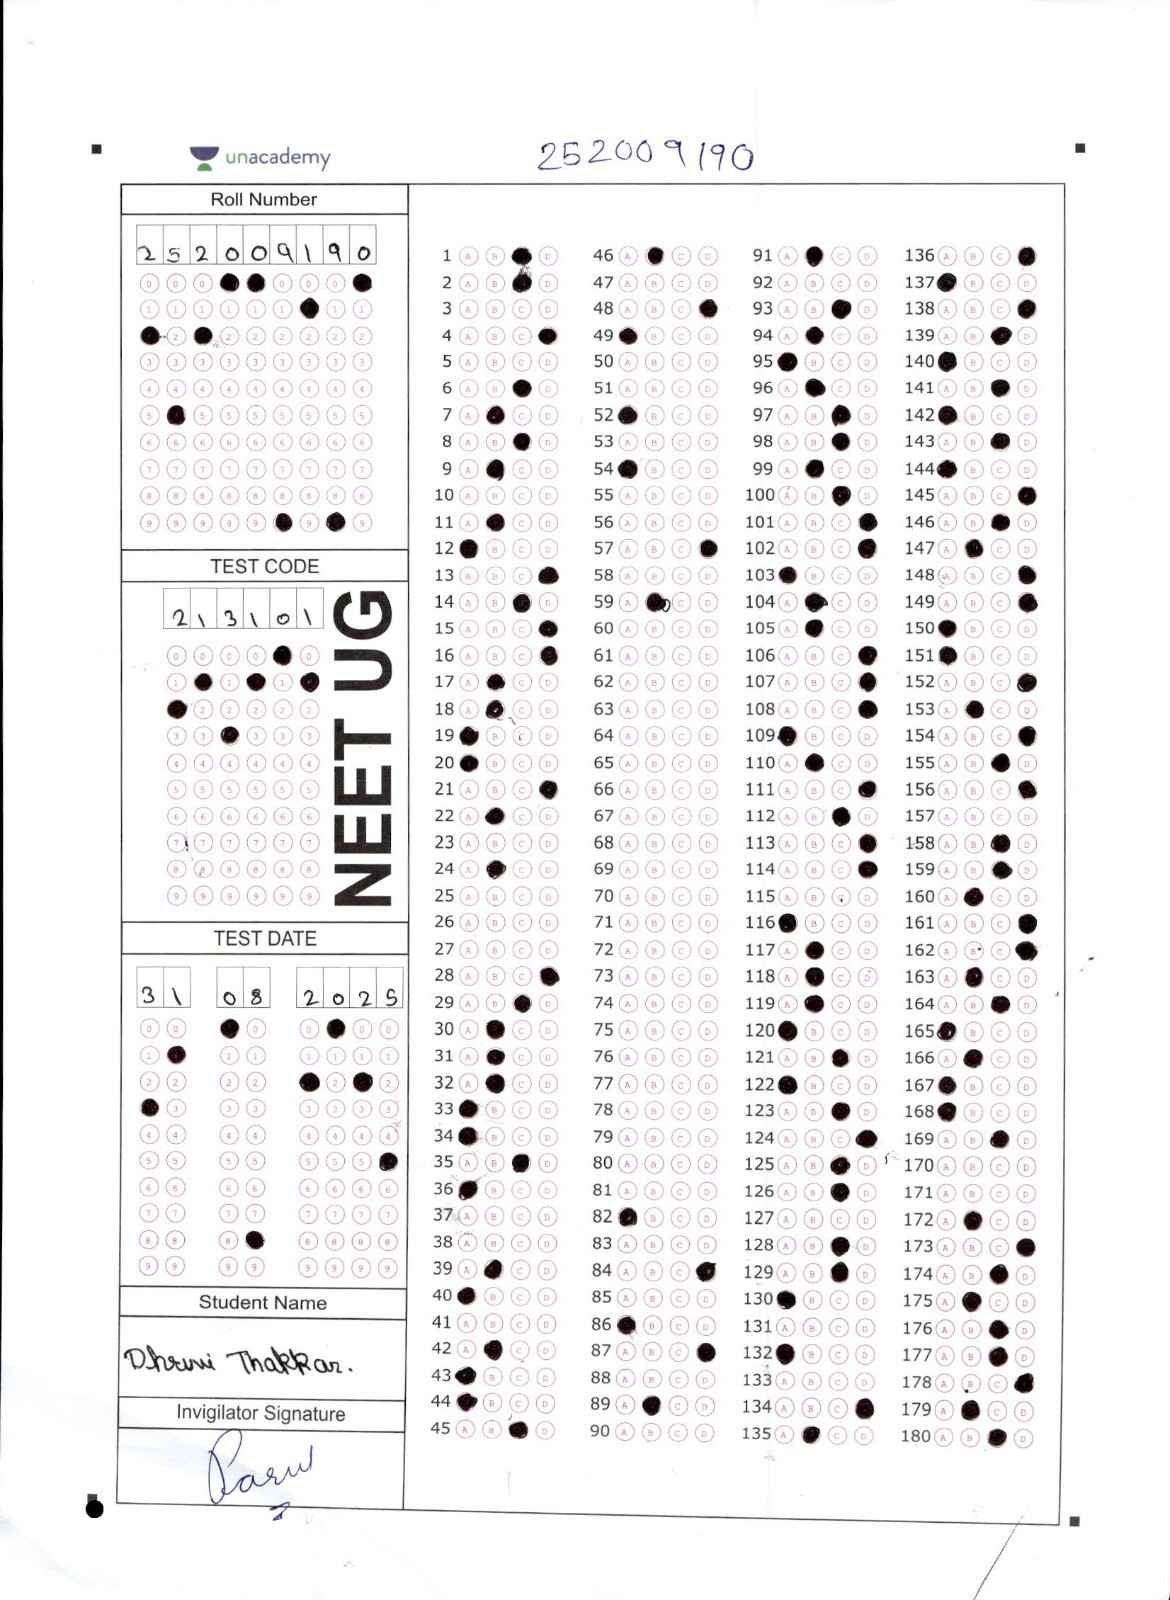 unacademy
252009190
Roll Number
2 5 2 0 0 9 1 9 0
TEST CODE
2 1 3 1 0 1
NEET UG
TEST DATE
3 1 0 8 2 0 2 5
Student Name
Dhruvi Thakkar.
Invigilator Signature
1 A B D 46 A C D 91 A C D 136 A B C
2 A B D 47 A B C D 92 A B C D 137 B C D
3 A B C D 48 A B C 93 A B D 138 A B C
4 A B C 49 B C D 94 A C D 139 A B D
5 A B C D 50 A B C D 95 B C D 140 B C D
6 A B D 51 A B C D 96 A C D 141 A B D
7 A C D 52 B C D 97 A B D 142 B C D
8 A B D 53 A B C D 98 A B D 143 A B D
9 A C D 54 B C D 99 A C D 144 B C D
10 A B C D 55 A B C D 100 A B D 145 A B C
11 A C D 56 A B C D 101 A B C 146 A B D
12 B C D 57 A B C 102 A B C 147 A C D
13 A B C 58 A B C D 103 B C D 148 A B C
14 A B D 59 A C D 104 A C D 149 A B C
15 A B C 60 A B C D 105 A C D 150 B C D
16 A B C 61 A B C D 106 A B C 151 B C D
17 A C D 62 A B C D 107 A B C 152 A B C
18 A C D 63 A B C D 108 A B C 153 A C D
19 B C D 64 A B C D 109 B C D 154 A B C
20 B C D 65 A B C D 110 A C D 155 A B D
21 A B C 66 A B C D 111 A B C 156 A B C
22 A C D 67 A B C D 112 A B D 157 A B C D
23 A B C D 68 A B C D 113 A B C 158 A B D
24 A C D 69 A B C D 114 A B C 159 A B D
25 A B C D 70 A B C D 115 A B C D 160 A C D
26 A B C D 71 A B C D 116 B C D 161 A B C
27 A B C D 72 A B C D 117 A C D 162 A B C
28 A B C 73 A B C D 118 A C D 163 A C D
29 A B D 74 A B C D 119 A C D 164 A B D
30 A C D 75 A B C D 120 B C D 165 B C D
31 A C D 76 A B C D 121 A B D 166 A C D
32 A C D 77 A B C D 122 B C D 167 B C D
33 B C D 78 A B C D 123 A B D 168 B C D
34 B C D 79 A B C D 124 A B C 169 A B D
35 A B D 80 A B C D 125 A B D 170 A B C D
36 B C D 81 A B C D 126 A B D 171 A B C D
37 A B C D 82 B C D 127 A B C D 172 A C D
38 A B C D 83 A B C D 128 A B D 173 A B C
39 A C D 84 A B C 129 A B D 174 A B D
40 B C D 85 A B C D 130 B C D 175 A C D
41 A B C D 86 B C D 131 A B C D 176 A B D
42 A C D 87 A B C 132 B C D 177 A B D
43 B C D 88 A B C D 133 A B C D 178 A B C
44 B C D 89 A C D 134 A B C 179 A C D
45 A B D 90 A B C D 135 A C D 180 A B D